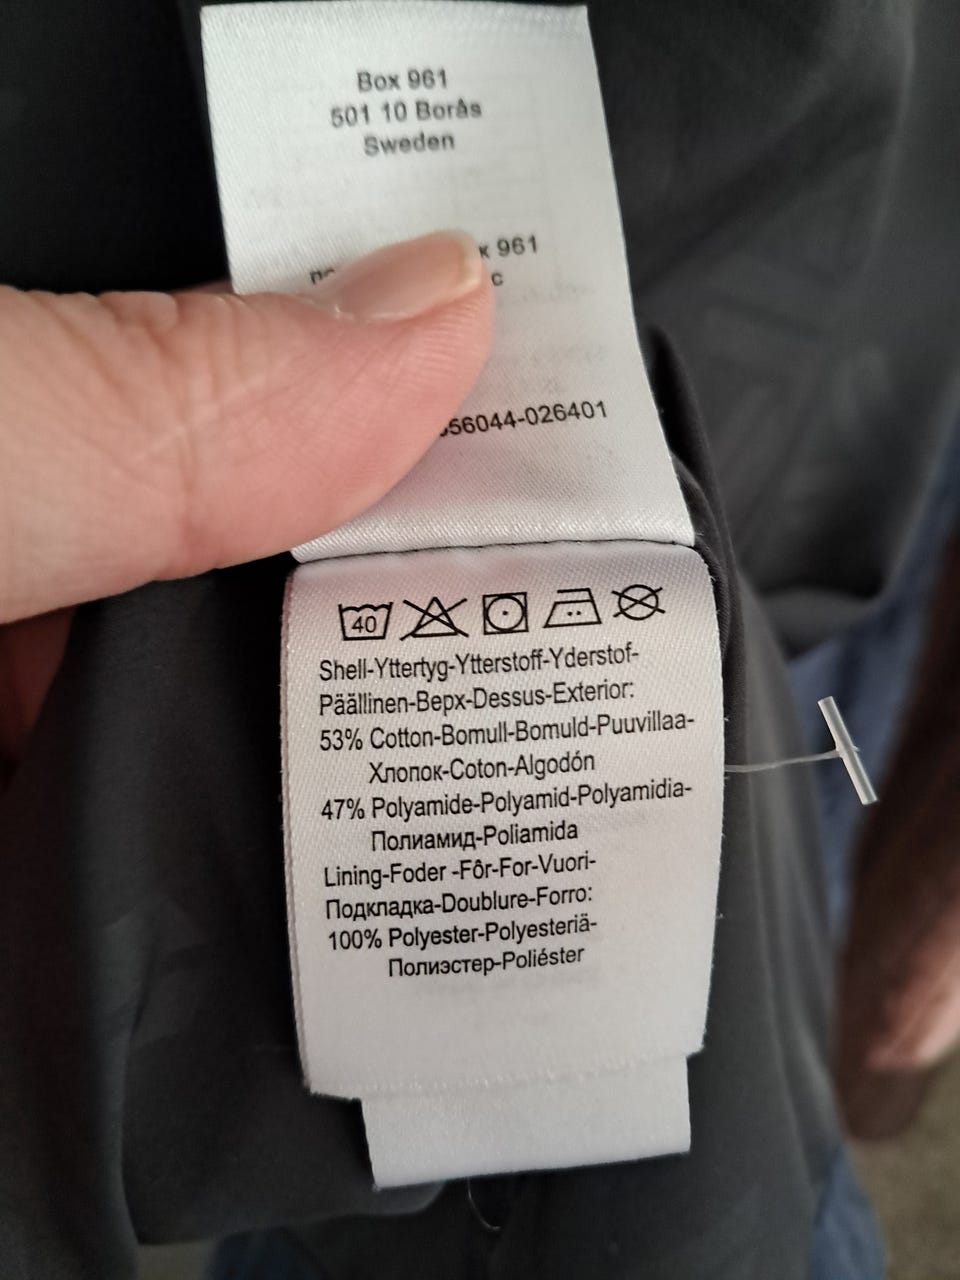 Box 961
501 10 Borås
Sweden
961
56044-026401
40
Shell-Yttertyg-Ytterstoff-Yderstof-
Päällinen-Верх-Dessus-Exterior:
53% Cotton-Bomull-Bomuld-Puuvillaa-
Хлопок-Coton-Algodón
47% Polyamide-Polyamid-Polyamidia-
Полиамид-Poliamida
Lining-Foder -Fôr-For-Vuori-
Подкладка-Doublure-Forro:
100% Polyester-Polyesteriä-
Полиэстер-Poliéster